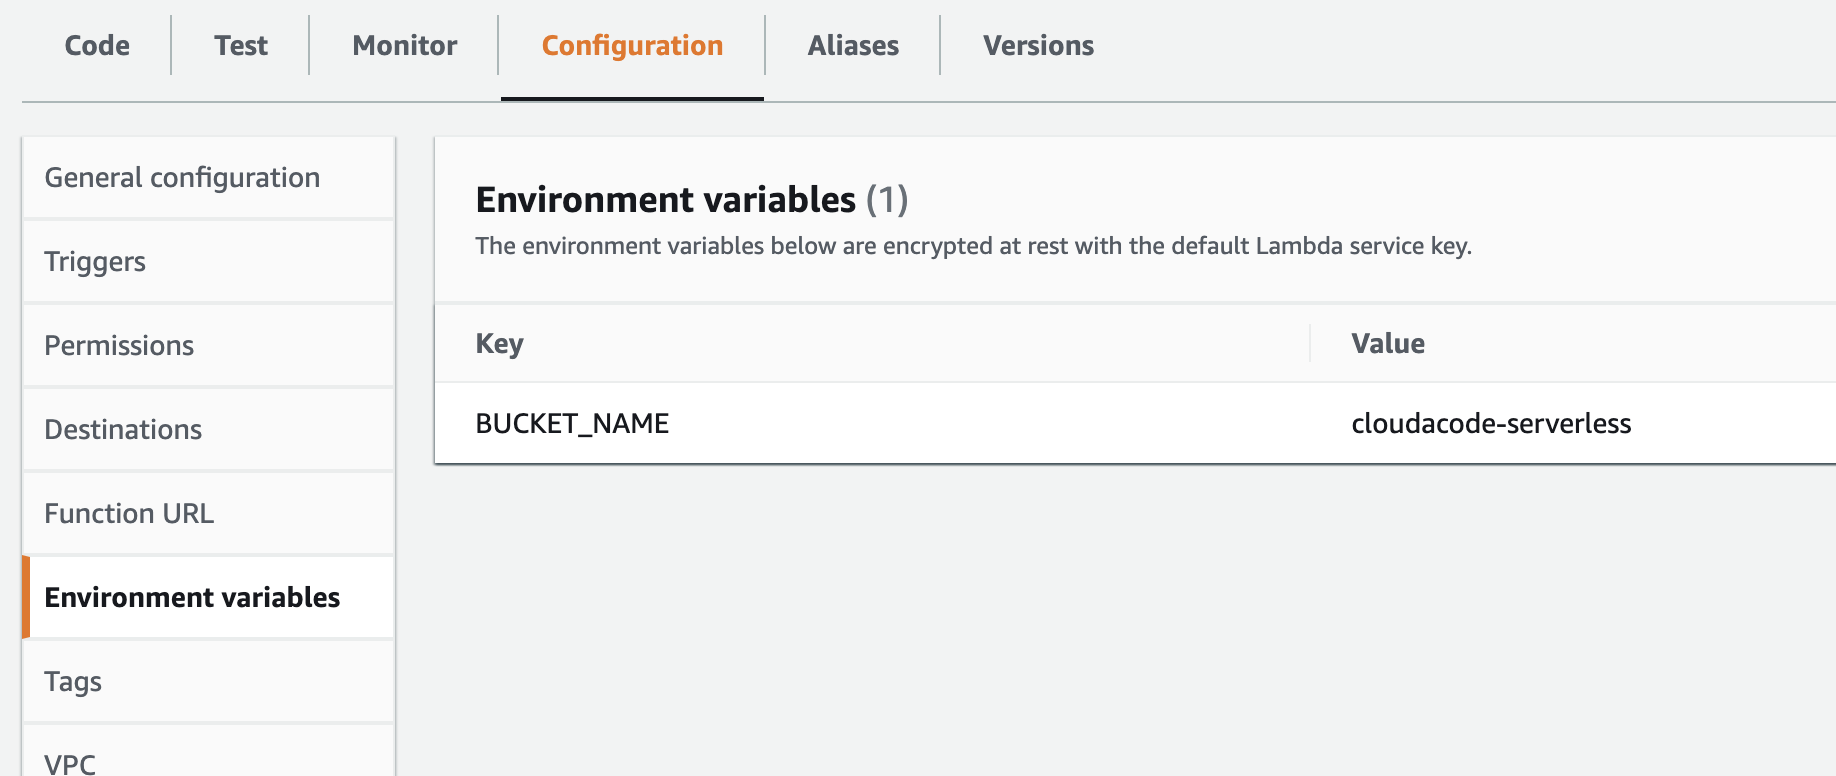 Code
Test
Monitor
Configuration
Aliases
Versions
General configuration
Triggers
Permissions
Destinations
Function URL
Environment variables
Tags
VPC
Environment variables (1)
The environment variables below are encrypted at rest with the default Lambda service key.
Key
Value
BUCKET_NAME
cloudacode-serverless